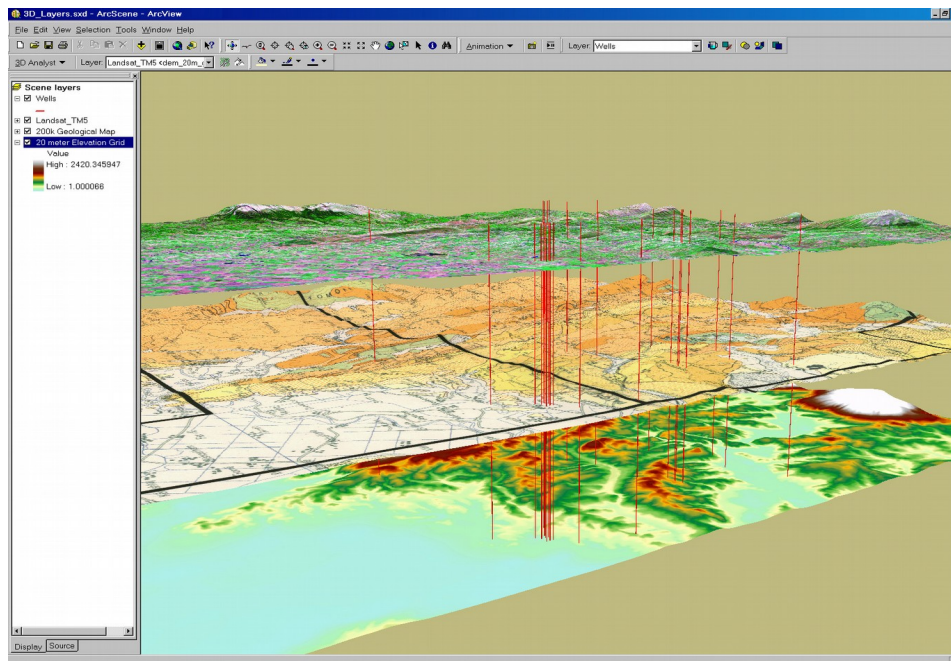 3D_Layers.sxd - ArcScene - ArcView
File Edit View Selection Tools Window Help
Animation Layer: Wells
3D Analyst Layer: Landsat_TM5 <dem_20m_
Scene layers
Wells
Landsat_TM5
200k Geological Map
20 meter Elevation Grid
Value
High : 2420.345947
Low : 1.000066
Display Source